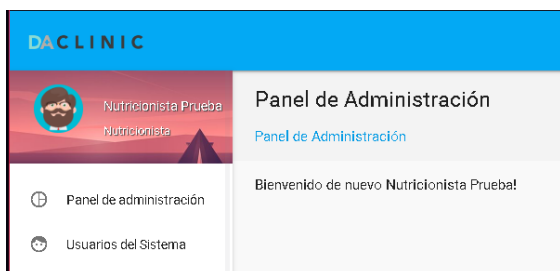 DACLINIC
Nutricionista Prueba
Nutricionista
Panel de Administración
Panel de Administración
Bienvenido de nuevo Nutricionista Prueba!
Panel de administración
Usuarios del Sistema